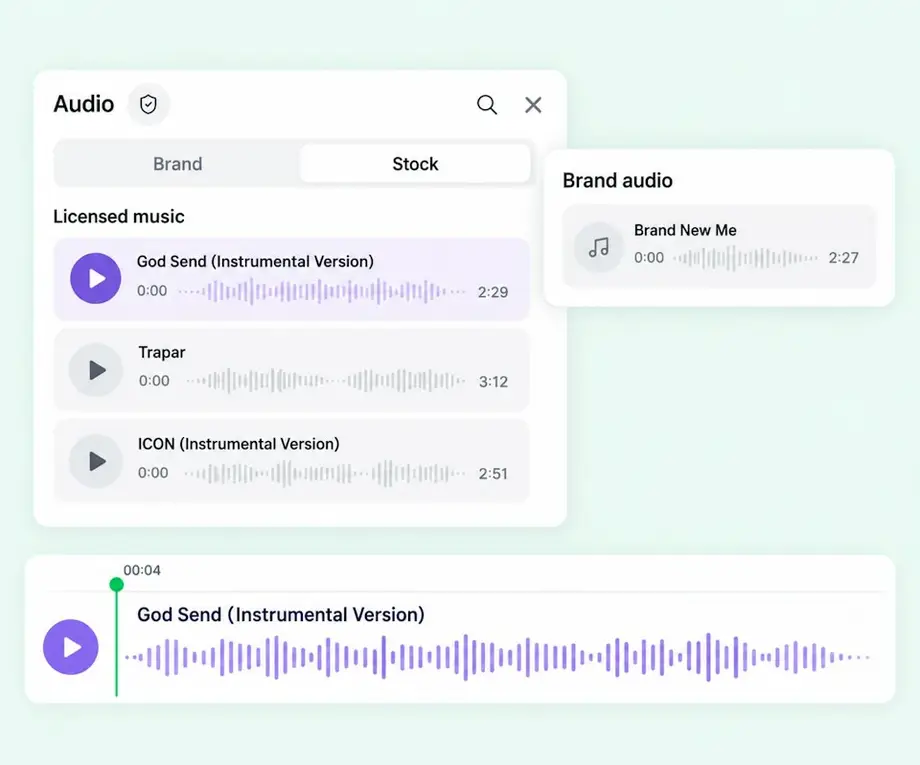 Audio
Brand
Stock
Licensed music
God Send (Instrumental Version)
0:00
2:29
Trapar
0:00
3:12
ICON (Instrumental Version)
0:00
2:51
Brand audio
Brand New Me
0:00
2:27
00:04
God Send (Instrumental Version)